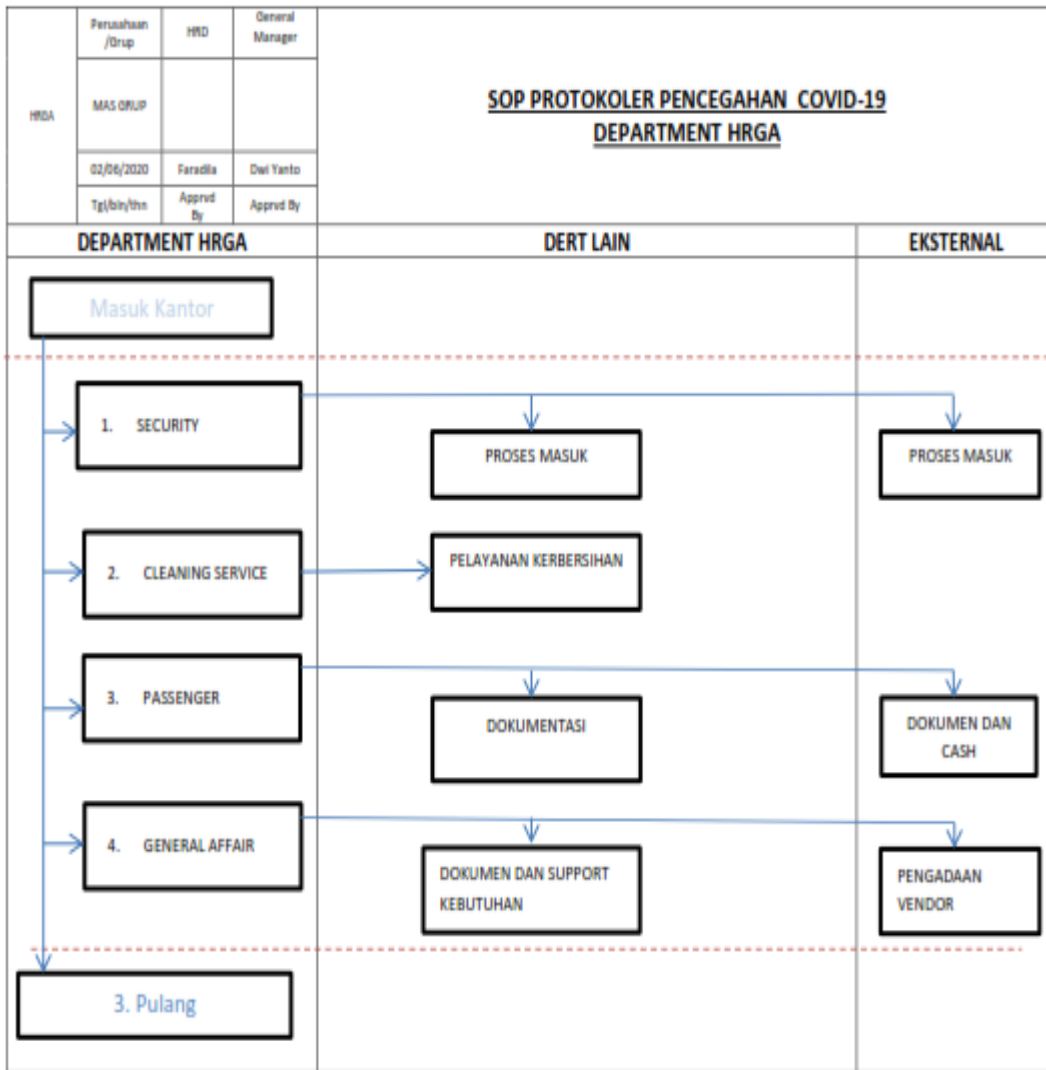 Perusahaan
/Grup
HRD
General
Manager
HRGA
MAS GRUP
02/06/2020
Faradila
Dwi Yanto
Tgl/bln/thn
Apprvd
By
Apprvd By
SOP PROTOKOLER PENCEGAHAN COVID-19
DEPARTMENT HRGA
DEPARTMENT HRGA
DERT LAIN
EKSTERNAL
Masuk Kantor
1. SECURITY
PROSES MASUK
PROSES MASUK
2. CLEANING SERVICE
PELAYANAN KERBERSIHAN
3. PASSENGER
DOKUMENTASI
DOKUMEN DAN
CASH
4. GENERAL AFFAIR
DOKUMEN DAN SUPPORT
KEBUTUHAN
PENGADAAN
VENDOR
3. Pulang